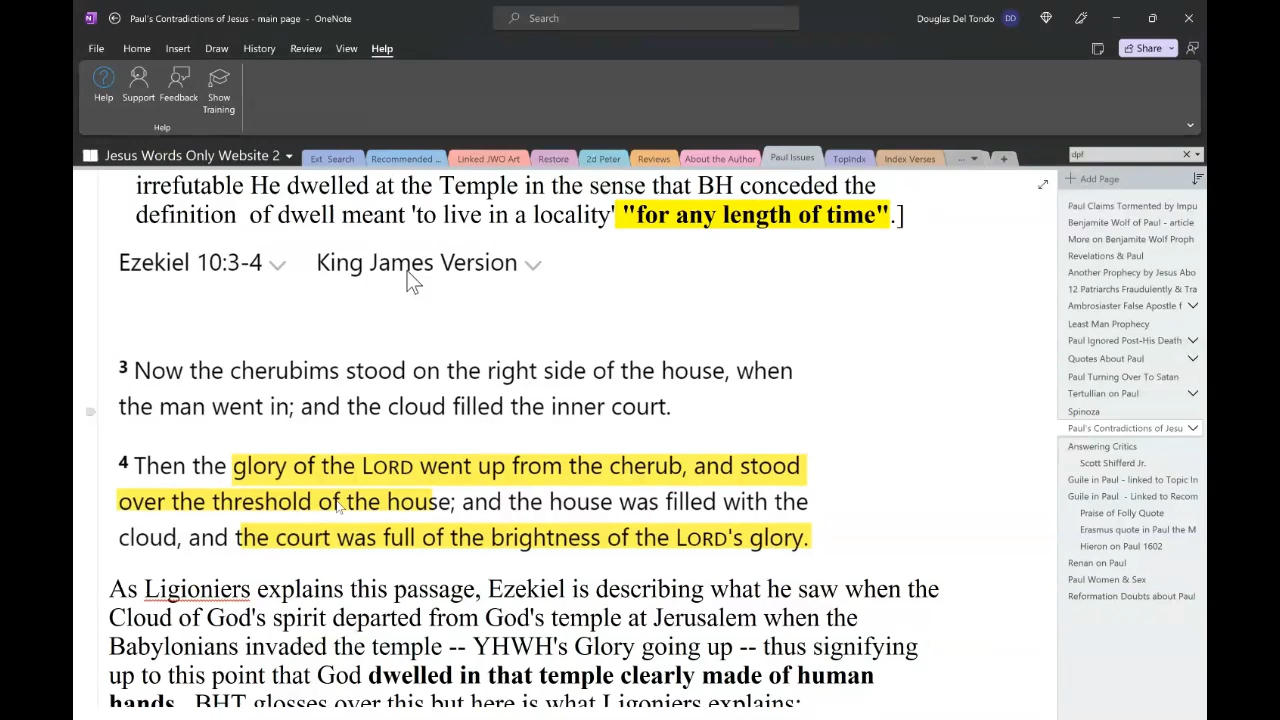 Paul's Contradictions of Jesus - main page - OneNote
Search
Douglas Del Tondo DD
File Home Insert Draw History Review View Help
Share
Help Support Feedback Show Training
Help
Jesus Words Only Website 2
Ext Search Recommended ... Linked JWO Art Restore 2d Peter Reviews About the Author Paul Issues TopIndx Index Verses ... +
dpf
irrefutable He dwelled at the Temple in the sense that BH conceded the
definition of dwell meant 'to live in a locality' "for any length of time".]
Ezekiel 10:3-4 King James Version
3 Now the cherubims stood on the right side of the house, when
the man went in; and the cloud filled the inner court.
4 Then the glory of the LORD went up from the cherub, and stood
over the threshold of the house; and the house was filled with the
cloud, and the court was full of the brightness of the LORD's glory.
As Ligioniers explains this passage, Ezekiel is describing what he saw when the
Cloud of God's spirit departed from God's temple at Jerusalem when the
Babylonians invaded the temple -- YHWH's Glory going up -- thus signifying
up to this point that God dwelled in that temple clearly made of human
hands. BHT glosses over this but here is what Ligoniers explains:
Add Page
Paul Claims Tormented by Impu
Benjamite Wolf of Paul - article
More on Benjamite Wolf Proph
Revelations & Paul
Another Prophecy by Jesus Abo
12 Patriarchs Fraudulently & Tra
Ambrosiaster False Apostle f
Least Man Prophecy
Paul Ignored Post-His Death
Quotes About Paul
Paul Turning Over To Satan
Tertullian on Paul
Spinoza
Paul's Contradictions of Jesu
Answering Critics
Scott Shifferd Jr.
Guile in Paul - linked to Topic In
Guile in Paul - Linked to Recom
Praise of Folly Quote
Erasmus quote in Paul the M
Hieron on Paul 1602
Renan on Paul
Paul Women & Sex
Reformation Doubts about Paul